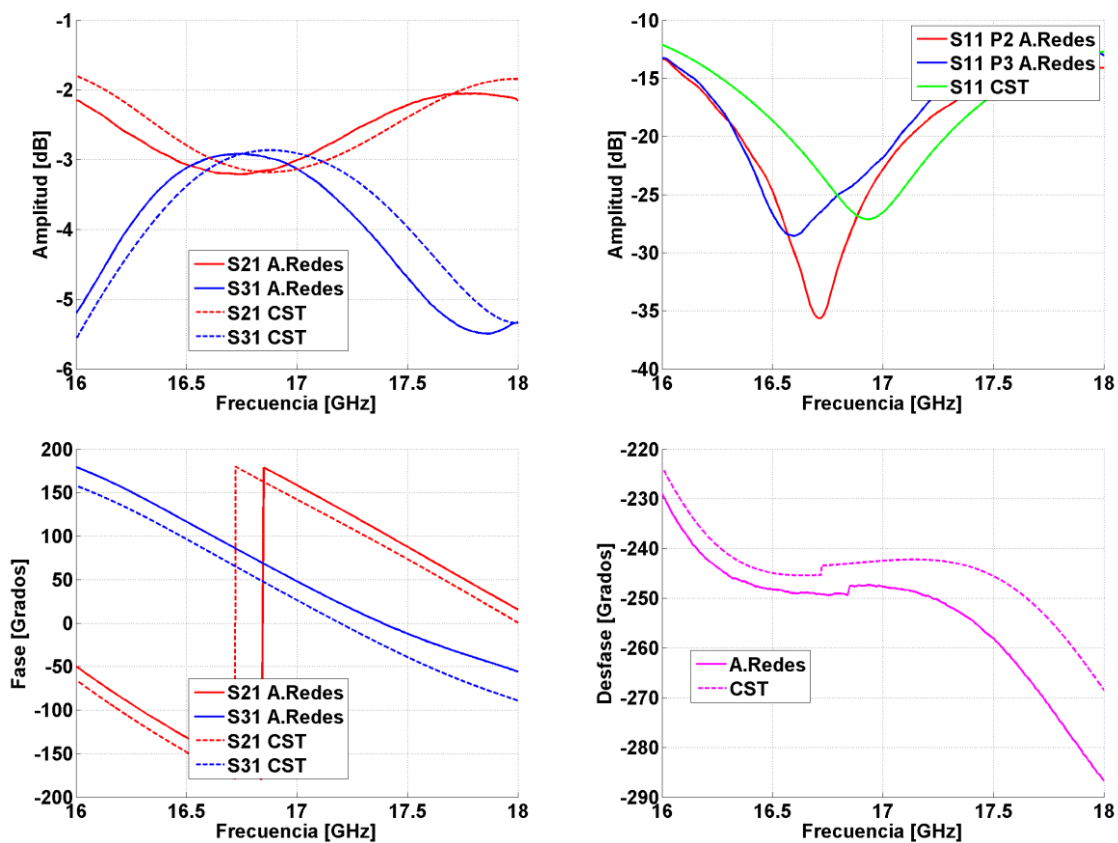 -1
-2
-3
-4
-5
-6
Amplitud [dB]
S21 A.Redes
S31 A.Redes
S21 CST
S31 CST
16
16.5
17
17.5
18
Frecuencia [GHz]
-10
-15
-20
-25
-30
-35
-40
Amplitud [dB]
S11 P2 A.Redes
S11 P3 A.Redes
S11 CST
16
16.5
17
17.5
18
Frecuencia [GHz]
200
150
100
50
0
-50
-100
-150
-200
Fase [Grados]
S21 A.Redes
S31 A.Redes
S21 CST
S31 CST
16
16.5
17
17.5
18
Frecuencia [GHz]
-220
-230
-240
-250
-260
-270
-280
-290
Desfase [Grados]
A.Redes
CST
16
16.5
17
17.5
18
Frecuencia [GHz]